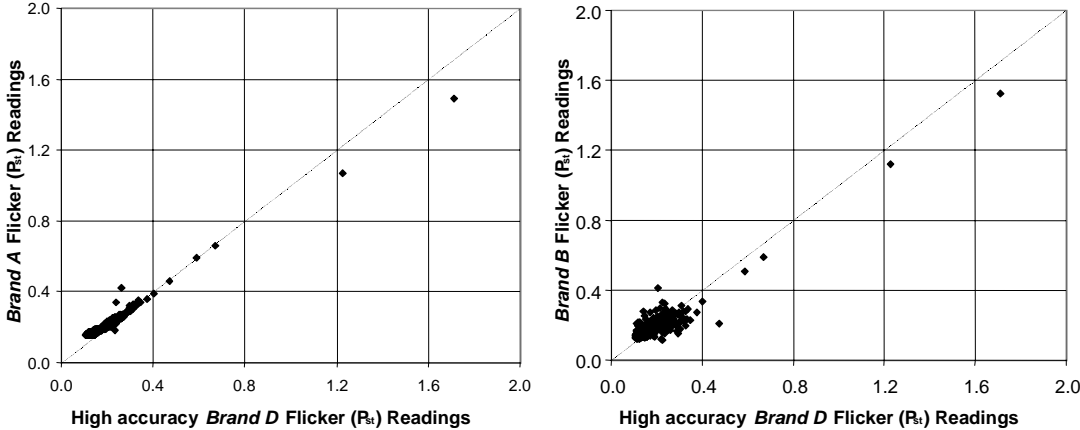 2.0
1.6
1.2
0.8
0.4
0.0
0.0 0.4 0.8 1.2 1.6 2.0
Brand A Flicker (Pst) Readings
High accuracy Brand D Flicker (Pst) Readings
2.0
1.6
1.2
0.8
0.4
0.0
0.0 0.4 0.8 1.2 1.6 2.0
Brand B Flicker (Pst) Readings
High accuracy Brand D Flicker (Pst) Readings